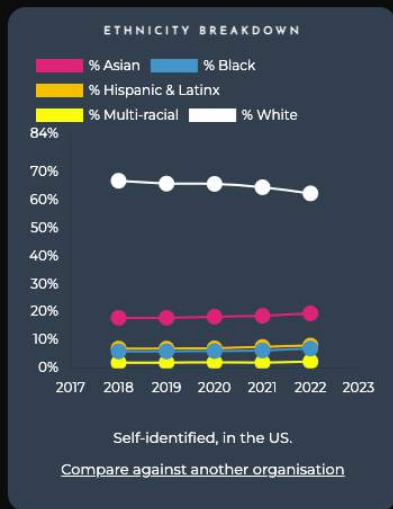 ETHNICITY BREAKDOWN
% Asian % Black
% Hispanic & Latinx
% Multi-racial % White
84%
70%
60%
50%
40%
30%
20%
10%
0%
2017 2018 2019 2020 2021 2022 2023
Self-identified, in the US.
Compare against another organisation